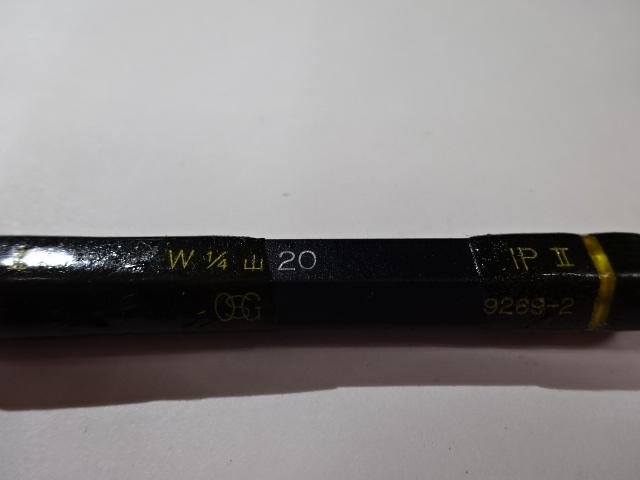 W 1/4 山 20 IP II
OSG 9269-2